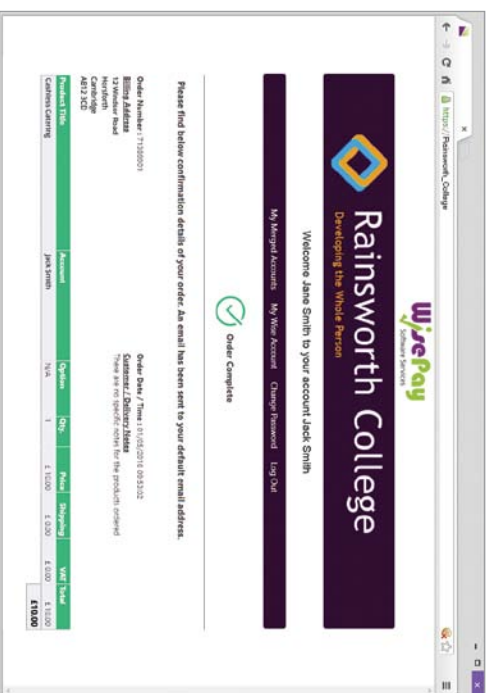 https://Rainsworth_College
WisePay
Software Services
Rainsworth College
Developing the Whole Person
Welcome Jane Smith to your account Jack Smith
My Merged Accounts My Wise Account Change Password Log Out
Order Complete
Please find below confirmation details of your order. An email has been sent to your default email address.
Order Number : 71300001
Order Date / Time : 01/05/2016 00:53:02
Billing Address
Customer / Delivery Notes
12 Windsor Road
There are no specific notes for the products ordered
Horsforth
Cambridge
AB12 3CD
Product Title Account Option Qty. Price Shipping VAT Total
Cashless Catering Jack Smith N/A 1 £ 10.00 £ 0.00 £ 0.00 £ 10.00
£10.00